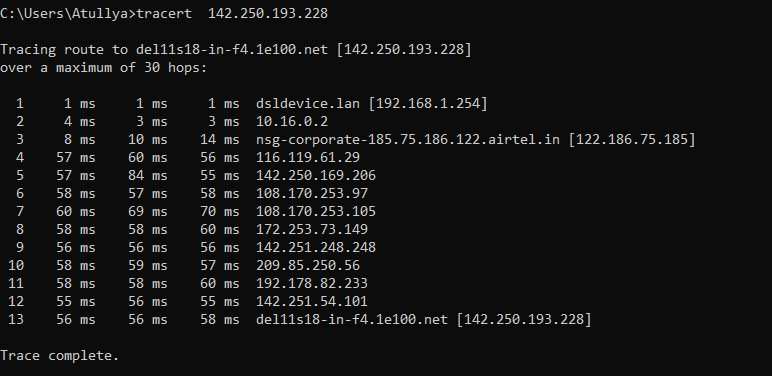 C:\Users\Atullya>tracert  142.250.193.228
Tracing route to del11s18-in-f4.1e100.net [142.250.193.228]
over a maximum of 30 hops:
  1     1 ms     1 ms     1 ms  dsldevice.lan [192.168.1.254]
  2     4 ms     3 ms     3 ms  10.16.0.2
  3     8 ms    10 ms    14 ms  nsg-corporate-185.75.186.122.airtel.in [122.186.75.185]
  4    57 ms    60 ms    56 ms  116.119.61.29
  5    57 ms    84 ms    55 ms  142.250.169.206
  6    58 ms    57 ms    58 ms  108.170.253.97
  7    60 ms    69 ms    70 ms  108.170.253.105
  8    58 ms    58 ms    60 ms  172.253.73.149
  9    56 ms    56 ms    56 ms  142.251.248.248
 10    58 ms    59 ms    57 ms  209.85.250.56
 11    58 ms    58 ms    60 ms  192.178.82.233
 12    55 ms    56 ms    55 ms  142.251.54.101
 13    56 ms    56 ms    58 ms  del11s18-in-f4.1e100.net [142.250.193.228]
Trace complete.